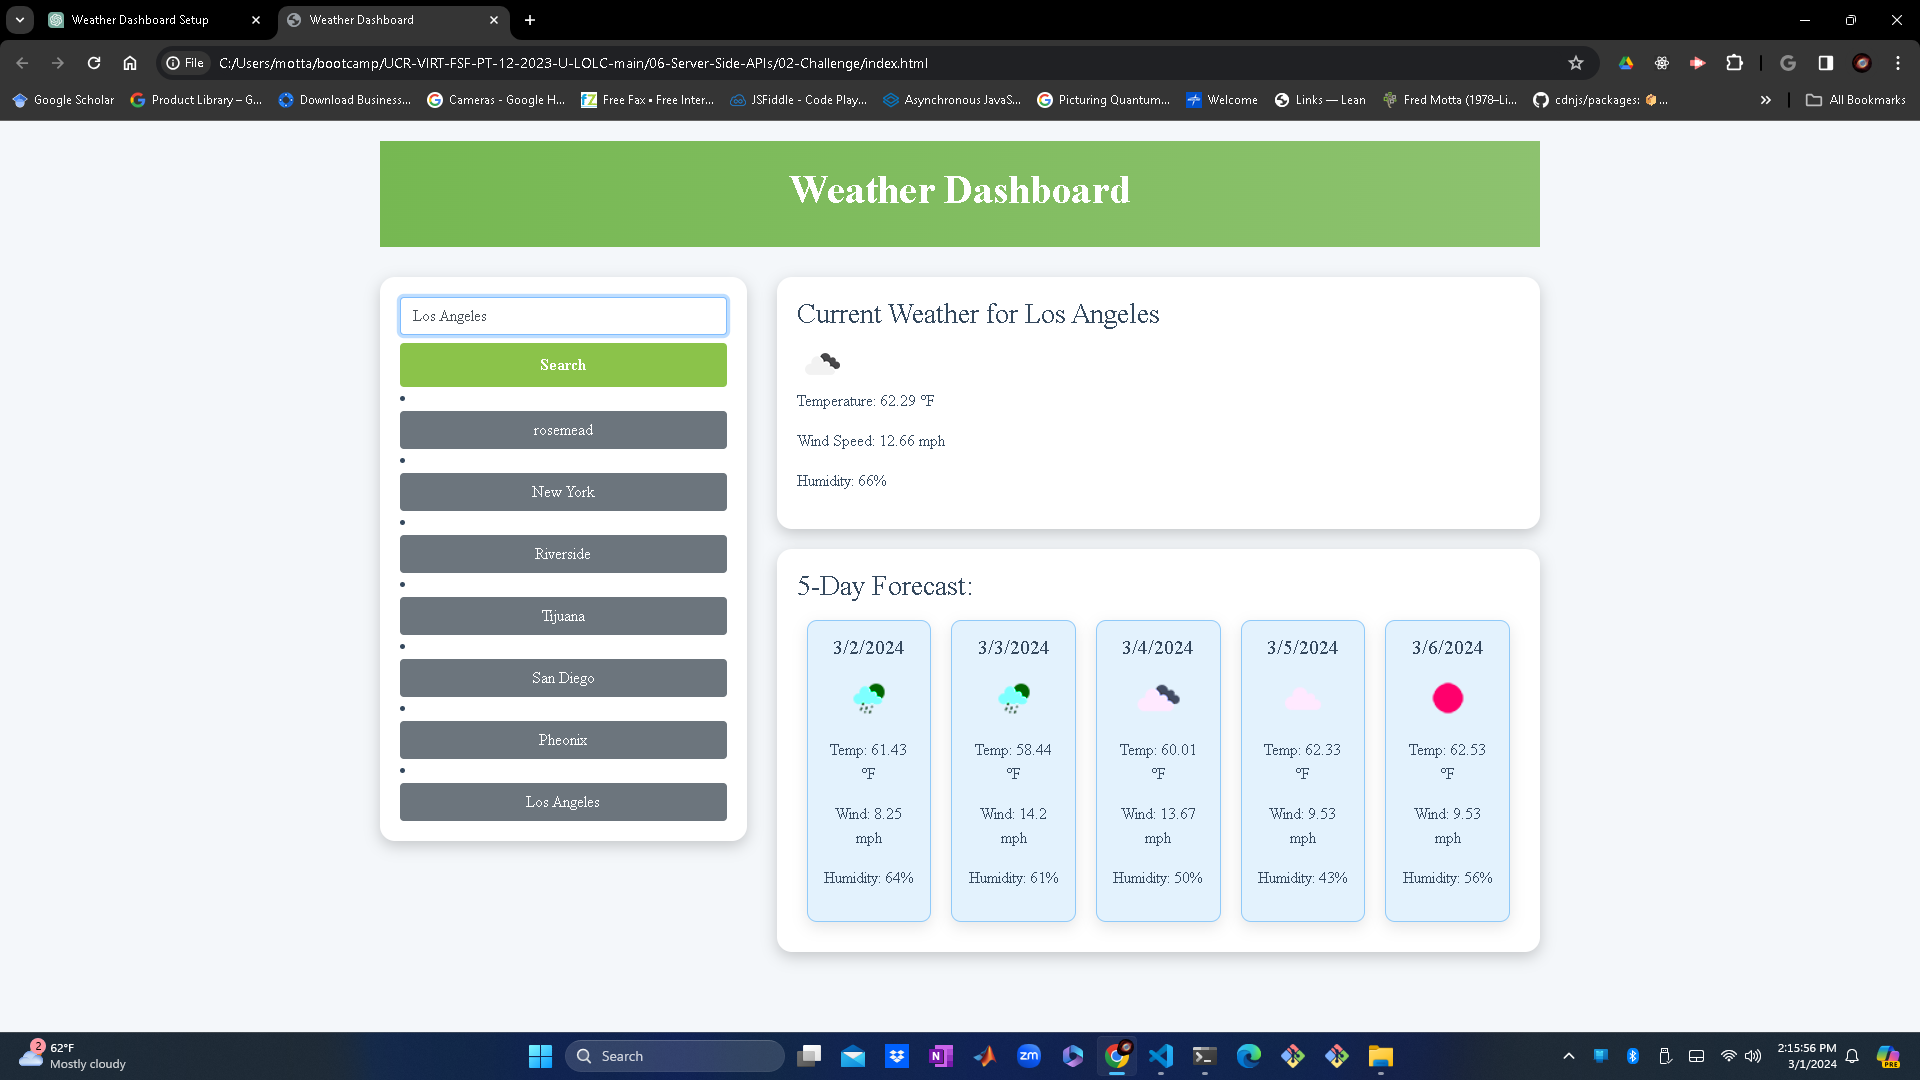 Weather Dashboard Setup
Weather Dashboard
File
C:/Users/motta/bootcamp/UCR-VIRT-FSF-PT-12-2023-U-LOLC-main/06-Server-Side-APIs/02-Challenge/index.html
Google Scholar
Product Library – G...
Download Business...
Cameras - Google H...
Free Fax • Free Inter...
JSFiddle - Code Play...
Asynchronous JavaS...
Picturing Quantum...
Welcome
Links — Lean
Fred Motta (1978–Li...
cdnjs/packages: 📦 ...
All Bookmarks
Weather Dashboard
Los Angeles
Search
rosemead
New York
Riverside
Tijuana
San Diego
Pheonix
Los Angeles
Current Weather for Los Angeles
Temperature: 62.29 °F
Wind Speed: 12.66 mph
Humidity: 66%
5-Day Forecast:
3/2/2024
Temp: 61.43
°F
Wind: 8.25
mph
Humidity: 64%
3/3/2024
Temp: 58.44
°F
Wind: 14.2
mph
Humidity: 61%
3/4/2024
Temp: 60.01
°F
Wind: 13.67
mph
Humidity: 50%
3/5/2024
Temp: 62.33
°F
Wind: 9.53
mph
Humidity: 43%
3/6/2024
Temp: 62.53
°F
Wind: 9.53
mph
Humidity: 56%
2
62°F
Mostly cloudy
Search
N
zm
PRE
2:15:56 PM
3/1/2024